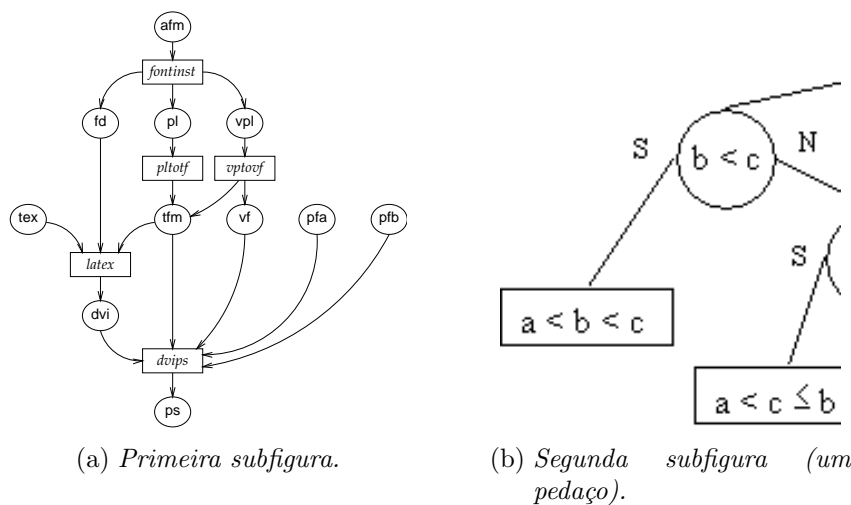 afm
fontinst
fd
pl
vpl
pltotf
vptovf
tex
tfm
vf
pfa
pfb
latex
dvi
dvips
ps
(a) Primeira subfigura.
S
b < c
N
S
a < b < c
a < c ≤ b
(b) Segunda subfigura (um
pedaço).